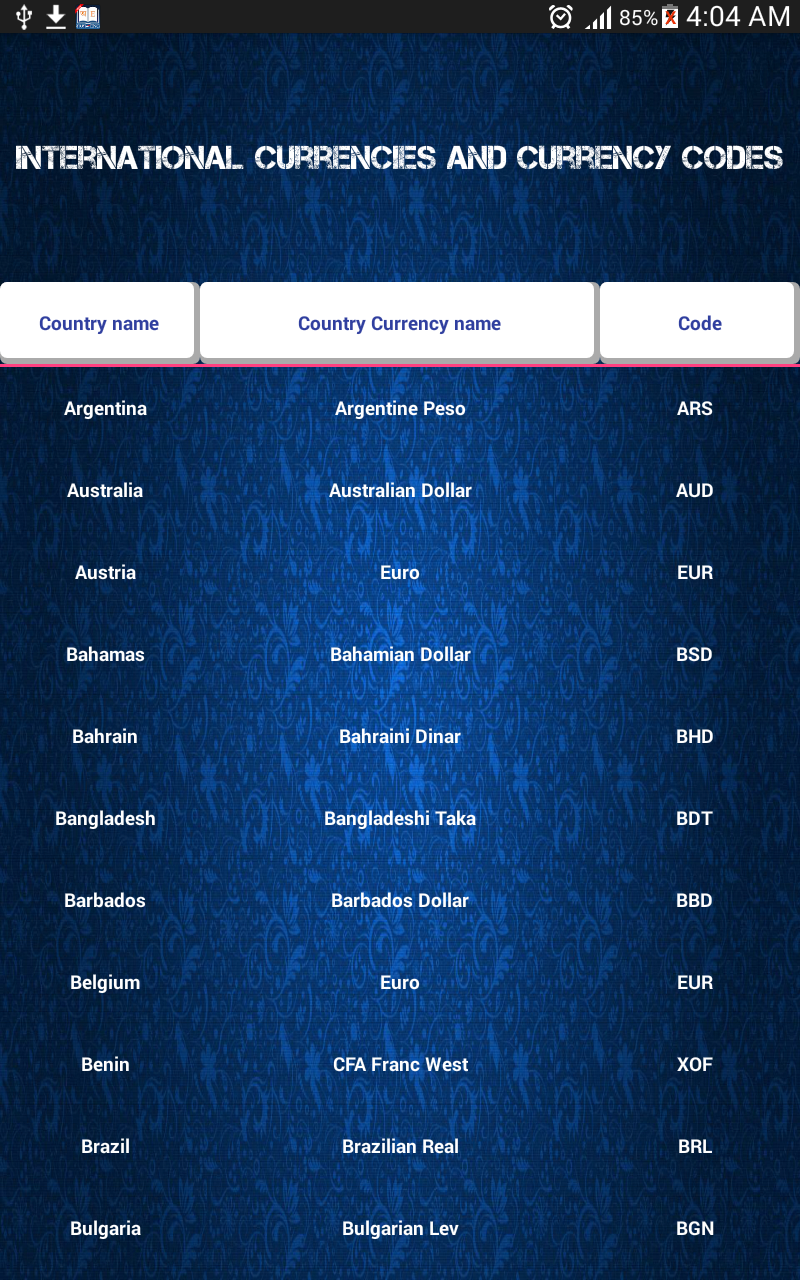 85% 4:04 AM
INTERNATIONAL CURRENCIES AND CURRENCY CODES
Country name Country Currency name Code
Argentina Argentine Peso ARS
Australia Australian Dollar AUD
Austria Euro EUR
Bahamas Bahamian Dollar BSD
Bahrain Bahraini Dinar BHD
Bangladesh Bangladeshi Taka BDT
Barbados Barbados Dollar BBD
Belgium Euro EUR
Benin CFA Franc West XOF
Brazil Brazilian Real BRL
Bulgaria Bulgarian Lev BGN